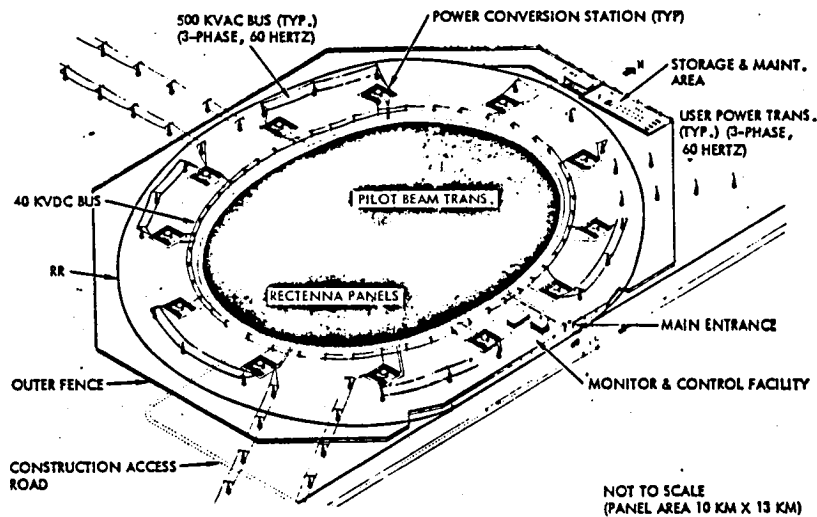 500 KVAC BUS (TYP.)
(3-PHASE, 60 HERTZ)
POWER CONVERSION STATION (TYP)
N
STORAGE & MAINT.
AREA
USER POWER TRANS.
(TYP.) (3-PHASE,
60 HERTZ)
40 KVDC BUS
PILOT BEAM TRANS.
RR
RECTENNA PANELS
MAIN ENTRANCE
OUTER FENCE
MONITOR & CONTROL FACILITY
CONSTRUCTION ACCESS
ROAD
NOT TO SCALE
(PANEL AREA 10 KM X 13 KM)